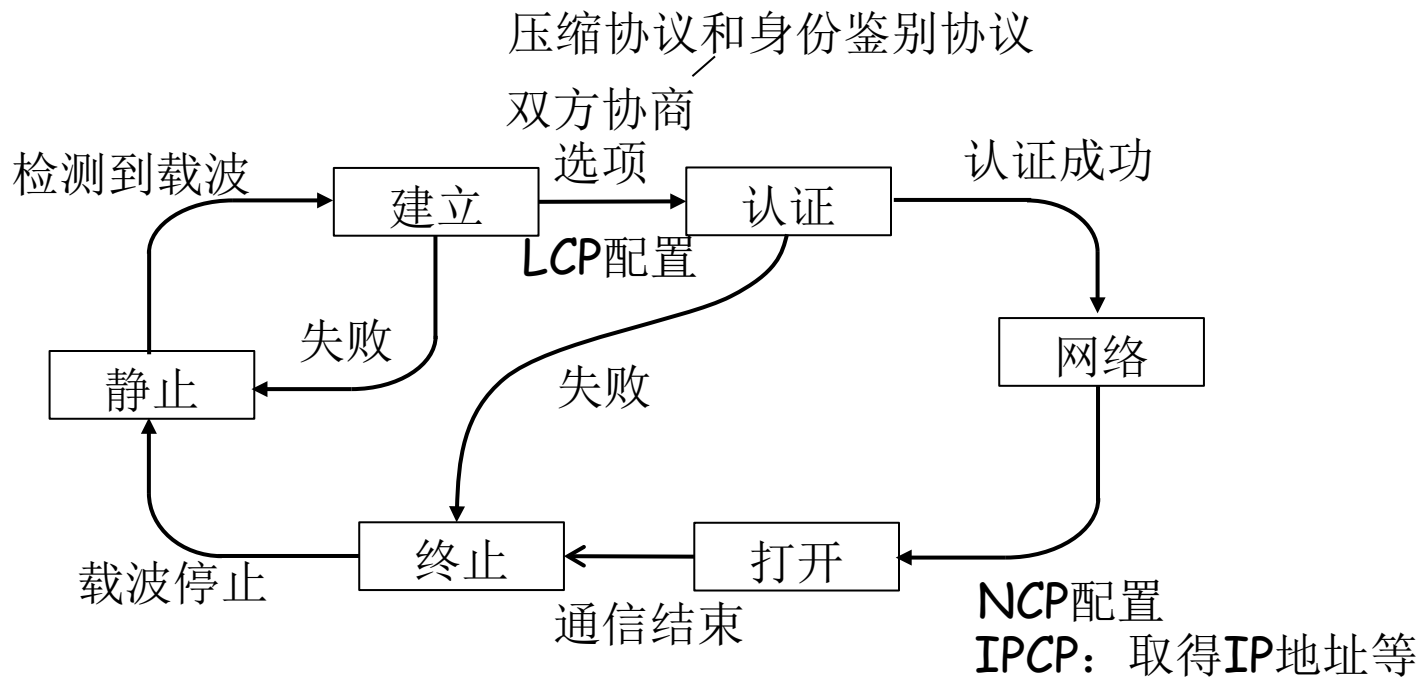 压缩协议和身份鉴别协议
双方协商
选项
检测到载波
认证成功
建立
认证
LCP配置
失败
网络
静止
失败
终止
打开
载波停止
通信结束
NCP配置
IPCP：取得IP地址等